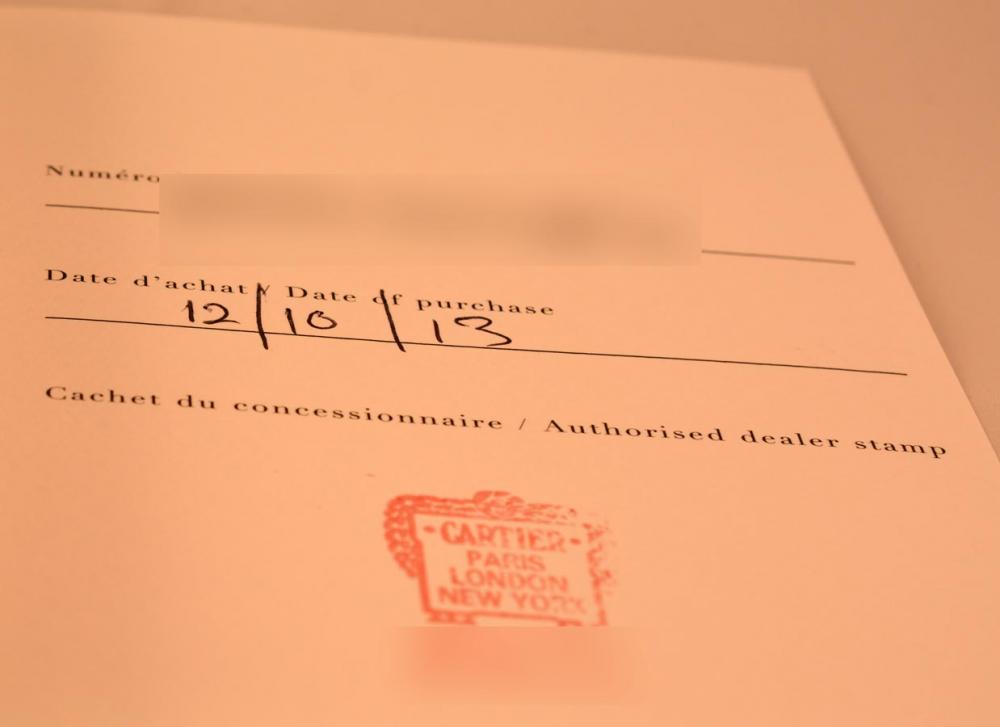 Numéro
Date d'achat / Date of purchase
12/10/13
Cachet du concessionnaire / Authorised dealer stamp
CARTIER
PARIS
LONDON
NEW YORK